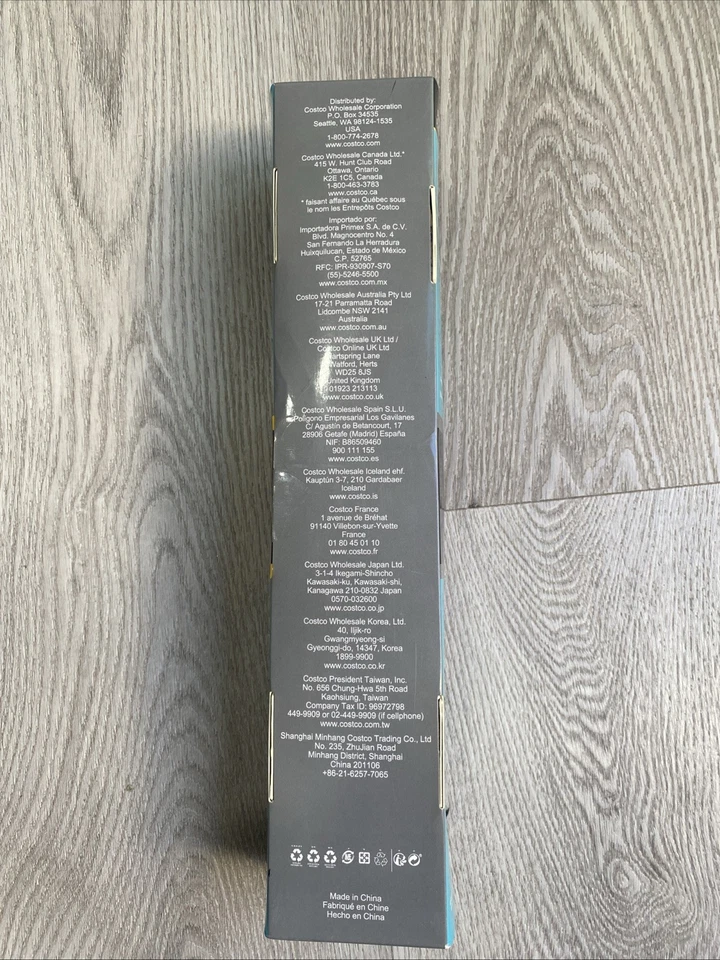 Distributed by:
Costco Wholesale Corporation
P.O. Box 34535
Seattle, WA 98124-1535
USA
1-800-774-2678
www.costco.com
Costco Wholesale Canada Ltd.*
415 W. Hunt Club Road
Ottawa, Ontario
K2E 1C5, Canada
1-800-463-3783
www.costco.ca
* faisant affaire au Québec sous
le nom les Entrepôts Costco
Importado por:
Importadora Primex S.A. de C.V.
Blvd. Magnocentro No. 4
San Fernando La Herradura
Huixquilucan, Estado de México
C.P. 52765
RFC: IPR-930907-S70
(55)-5246-5500
www.costco.com.mx
Costco Wholesale Australia Pty Ltd
17-21 Parramatta Road
Lidcombe NSW 2141
Australia
www.costco.com.au
Costco Wholesale UK Ltd /
Costco Online UK Ltd
Hartspring Lane
Watford, Herts
WD25 8JS
United Kingdom
01923 213113
www.costco.co.uk
Costco Wholesale Spain S.L.U.
Polígono Empresarial Los Gavilanes
C/ Agustín de Betancourt, 17
28906 Getafe (Madrid) España
NIF: B86509460
900 111 155
www.costco.es
Costco Wholesale Iceland ehf.
Kauptún 3-7, 210 Gardabaer
Iceland
www.costco.is
Costco France
1 avenue de Bréhat
91140 Villebon-sur-Yvette
France
01 80 45 01 10
www.costco.fr
Costco Wholesale Japan Ltd.
3-1-4 Ikegami-Shincho
Kawasaki-ku, Kawasaki-shi,
Kanagawa 210-0832 Japan
0570-032600
www.costco.co.jp
Costco Wholesale Korea, Ltd.
40, Iljik-ro
Gwangmyeong-si
Gyeonggi-do, 14347, Korea
1899-9900
www.costco.co.kr
Costco President Taiwan, Inc.
No. 656 Chung-Hwa 5th Road
Kaohsiung, Taiwan
Company Tax ID: 96972798
449-9909 or 02-449-9909 (if cellphone)
www.costco.com.tw
Shanghai Minhang Costco Trading Co., Ltd
No. 235, ZhuJian Road
Minhang District, Shanghai
China 201106
+86-21-6257-7065
Made in China
Fabriqué en Chine
Hecho en China